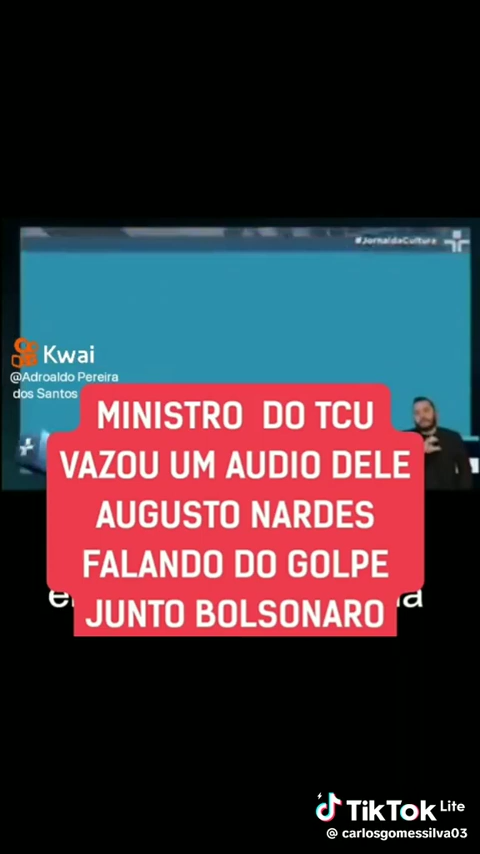 #JornaldaCultura
Kwai
@Adroaldo Pereira
dos Santos
MINISTRO DO TCU
VAZOU UM AUDIO DELE
AUGUSTO NARDES
FALANDO DO GOLPE
JUNTO BOLSONARO
TikTok Lite
@ carlosgomessilva03